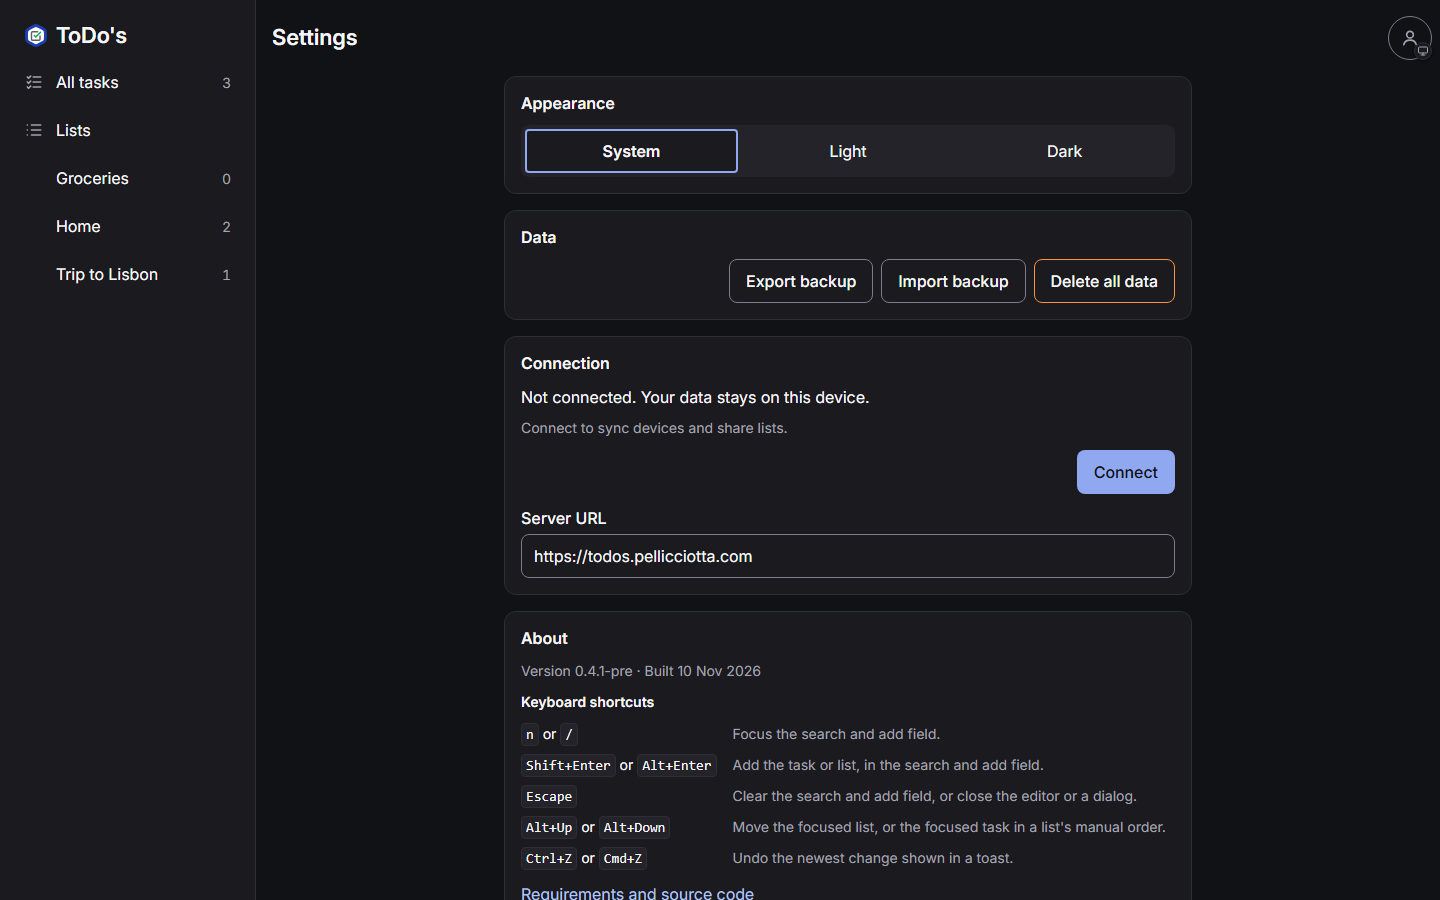 ToDo's
All tasks 3
Lists
Groceries 0
Home 2
Trip to Lisbon 1
Settings
Appearance
System Light Dark
Data
Export backup Import backup Delete all data
Connection
Not connected. Your data stays on this device.
Connect to sync devices and share lists.
Connect
Server URL
https://todos.pellicciotta.com
About
Version 0.4.1-pre · Built 10 Nov 2026
Keyboard shortcuts
n or / Focus the search and add field.
Shift+Enter or Alt+Enter Add the task or list, in the search and add field.
Escape Clear the search and add field, or close the editor or a dialog.
Alt+Up or Alt+Down Move the focused list, or the focused task in a list's manual order.
Ctrl+Z or Cmd+Z Undo the newest change shown in a toast.
Requirements and source code